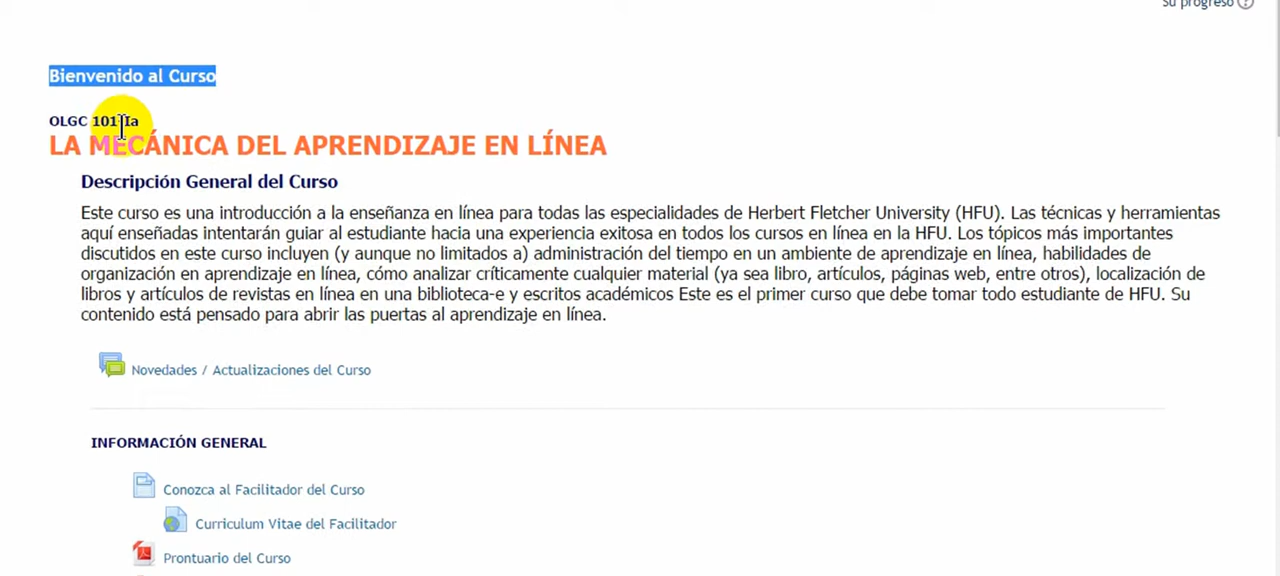 Su progreso
Bienvenido al Curso
OLGC 101
LA MECÁNICA DEL APRENDIZAJE EN LÍNEA
Descripción General del Curso
Este curso es una introducción a la enseñanza en línea para todas las especialidades de Herbert Fletcher University (HFU). Las técnicas y herramientas
aquí enseñadas intentarán guiar al estudiante hacia una experiencia exitosa en todos los cursos en línea en la HFU. Los tópicos más importantes
discutidos en este curso incluyen (y aunque no limitados a) administración del tiempo en un ambiente de aprendizaje en línea, habilidades de
organización en aprendizaje en línea, cómo analizar críticamente cualquier material (ya sea libro, artículos, páginas web, entre otros), localización de
libros y artículos de revistas en línea en una biblioteca-e y escritos académicos Este es el primer curso que debe tomar todo estudiante de HFU. Su
contenido está pensado para abrir las puertas al aprendizaje en línea.
Novedades / Actualizaciones del Curso
INFORMACIÓN GENERAL
Conozca al Facilitador del Curso
Curriculum Vitae del Facilitador
Prontuario del Curso